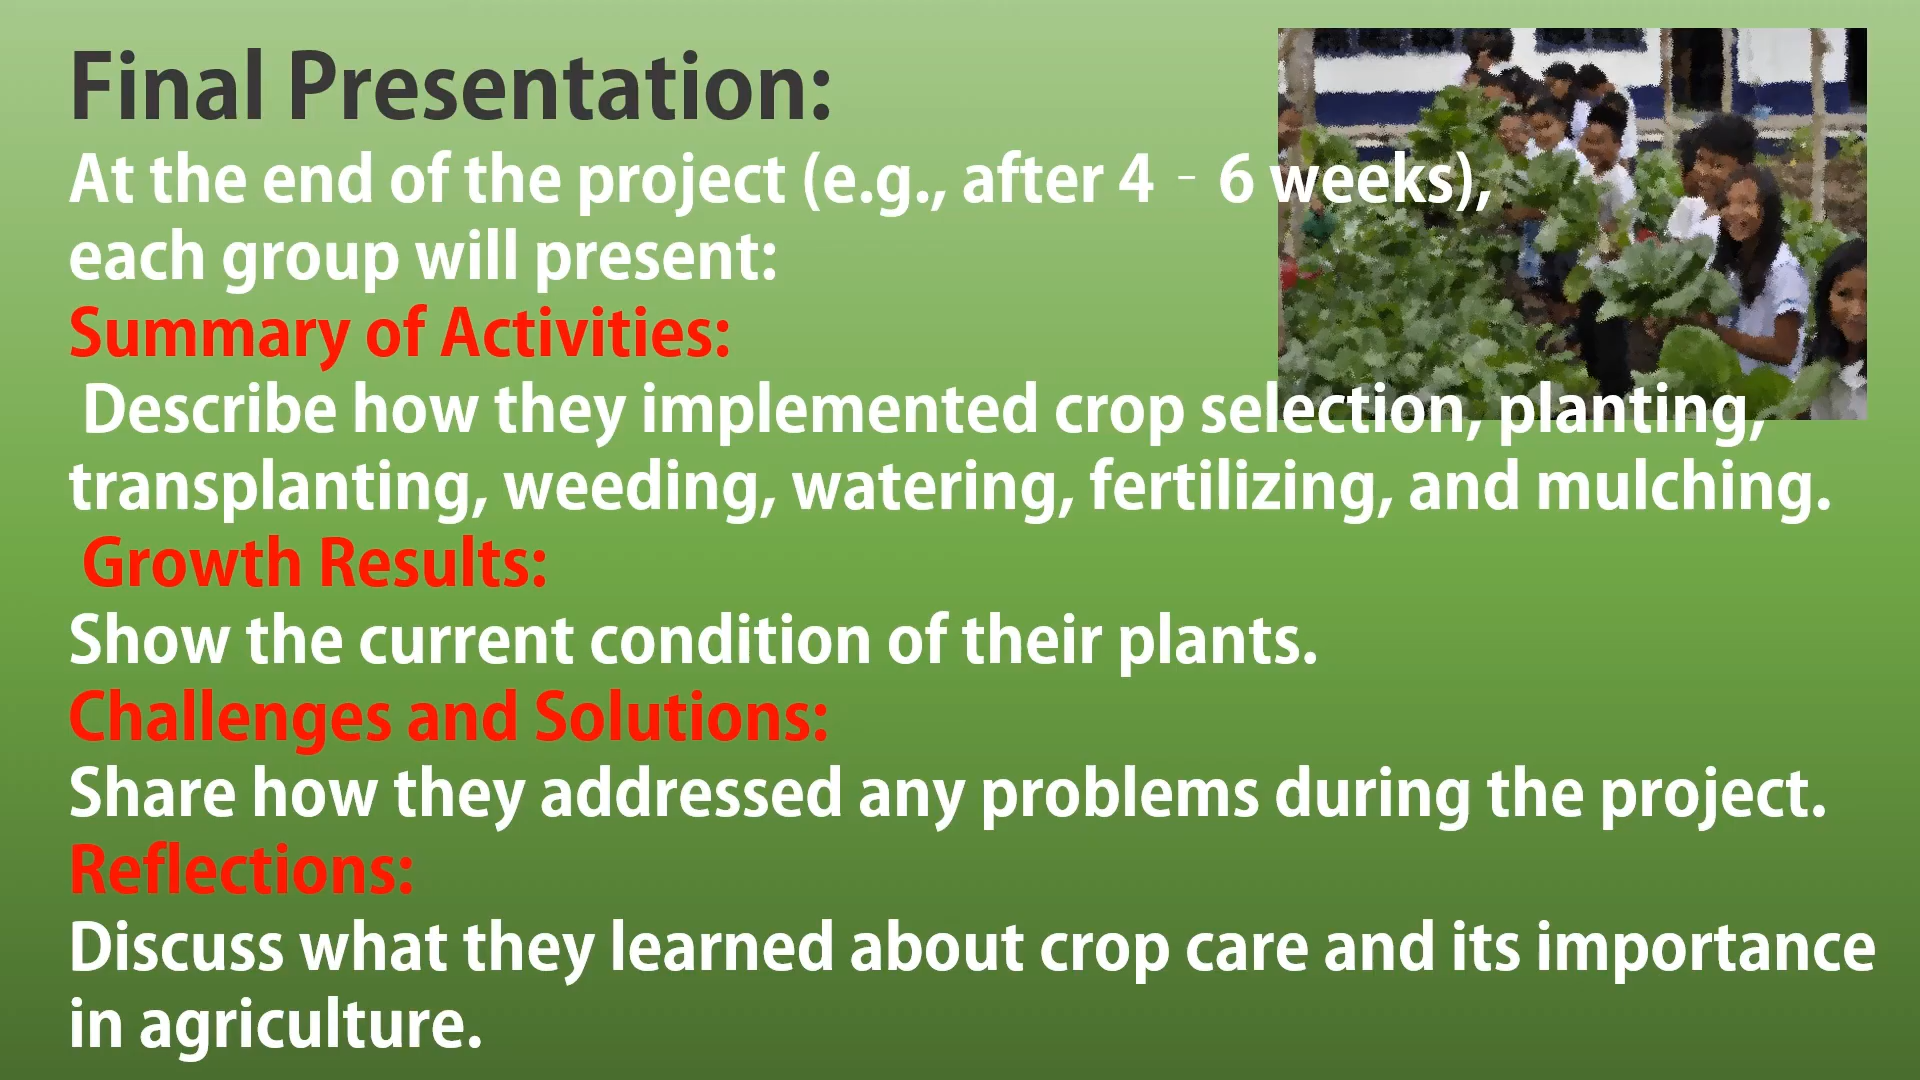 Final Presentation:
At the end of the project (e.g., after 4 - 6 weeks),
each group will present:
Summary of Activities:
Describe how they implemented crop selection, planting,
transplanting, weeding, watering, fertilizing, and mulching.
Growth Results:
Show the current condition of their plants.
Challenges and Solutions:
Share how they addressed any problems during the project.
Reflections:
Discuss what they learned about crop care and its importance
in agriculture.